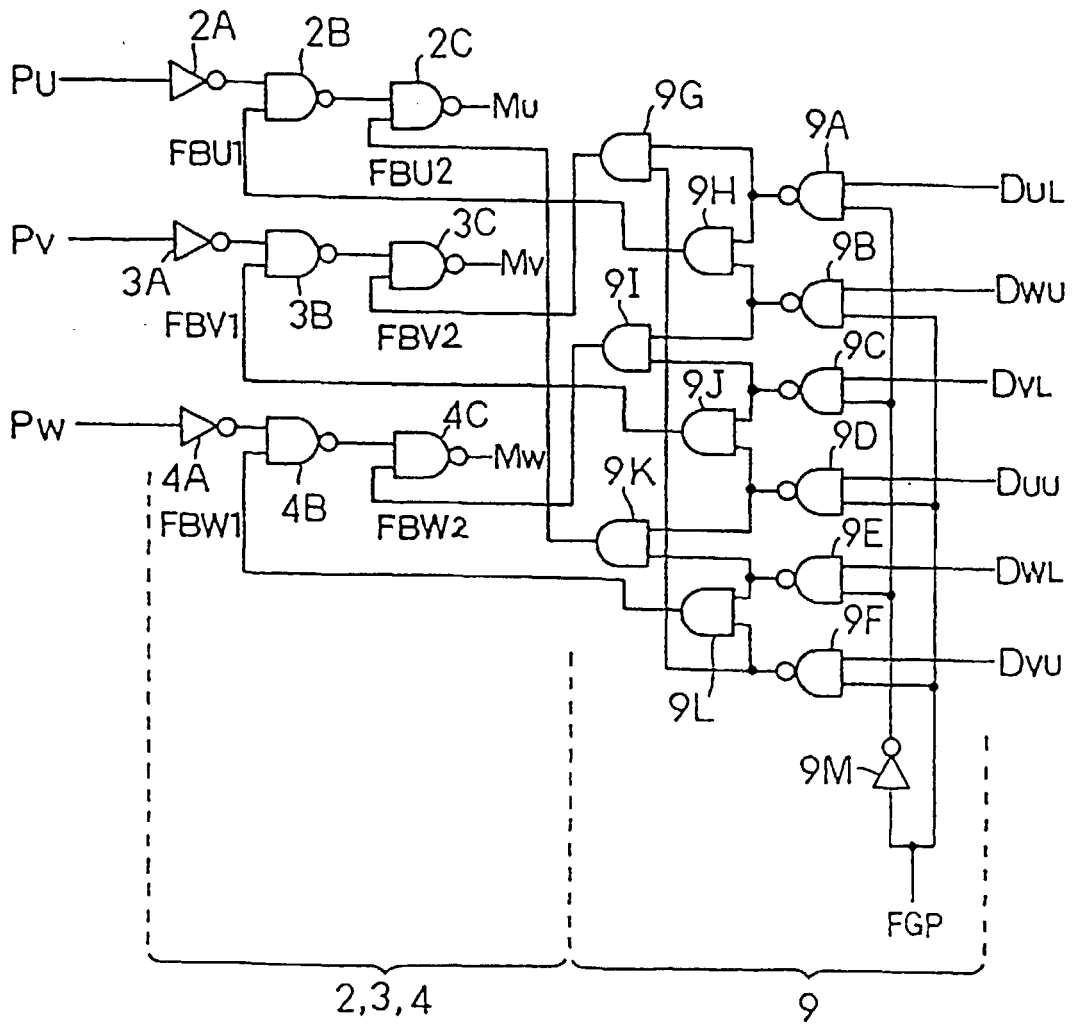 2A
2B
2C
PU
MU
9G
9A
FBU1
FBU2
DUL
9H
PV
3C
9B
MV
3A
9I
DWU
3B
FBV1
FBV2
9C
9J
DVL
PW
4C
9D
MW
4A
9K
DUU
4B
FBW1
FBW2
9E
DWL
9F
DVU
9L
9M
FGP
2,3,4
9